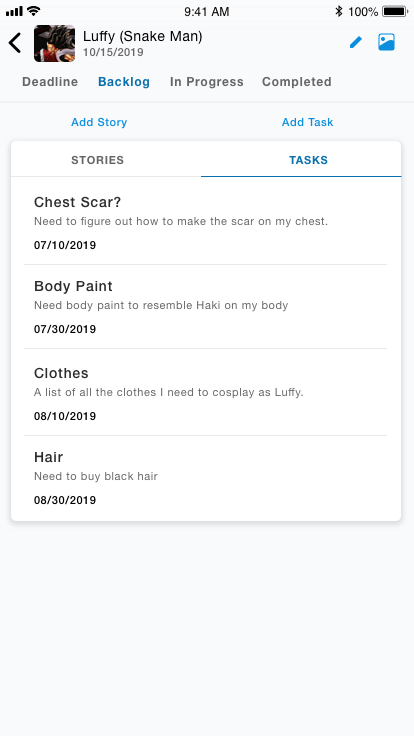 9:41 AM
100%
Luffy (Snake Man)
10/15/2019
Deadline Backlog In Progress Completed
Add Story Add Task
STORIES TASKS
Chest Scar?
Need to figure out how to make the scar on my chest.
07/10/2019
Body Paint
Need body paint to resemble Haki on my body
07/30/2019
Clothes
A list of all the clothes I need to cosplay as Luffy.
08/10/2019
Hair
Need to buy black hair
08/30/2019